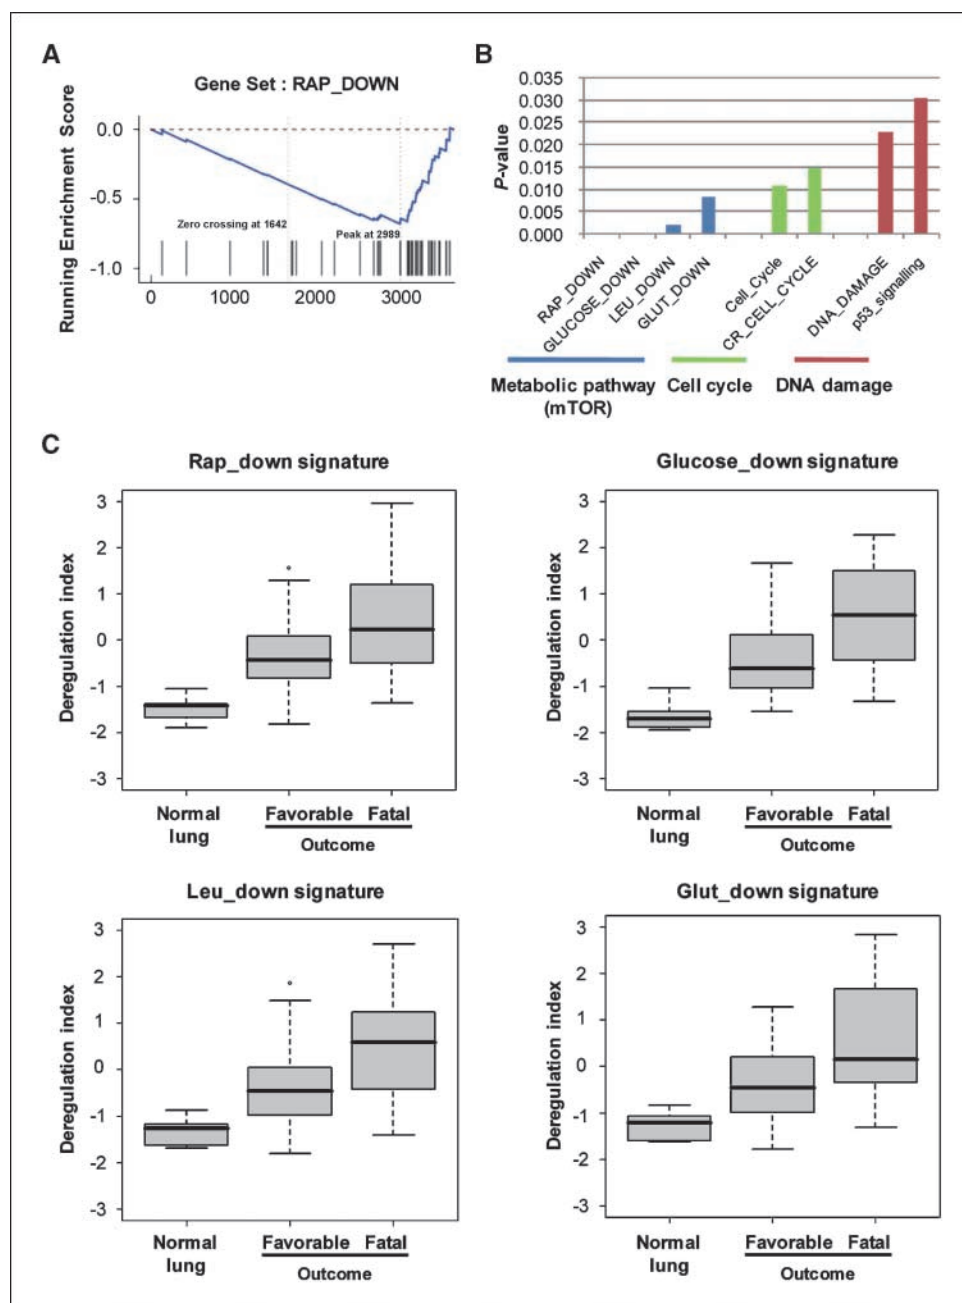 A
Gene Set : RAP_DOWN
Running Enrichment Score
0.0
-0.5
-1.0
Zero crossing at 1642
Peak at 2989
0 1000 2000 3000
B
P-value
0.035
0.030
0.025
0.020
0.015
0.010
0.005
0.000
RAP_DOWN
GLUCOSE_DOWN
LEU_DOWN
GLUT_DOWN
Cell_Cycle
CR_CELL_CYCLE
DNA_DAMAGE
p53_signalling
Metabolic pathway Cell cycle DNA damage
(mTOR)
C
Rap_down signature
Deregulation index
3
2
1
0
-1
-2
-3
Normal Favorable Fatal
lung Outcome
Glucose_down signature
Deregulation index
3
2
1
0
-1
-2
-3
Normal Favorable Fatal
lung Outcome
Leu_down signature
Deregulation index
3
2
1
0
-1
-2
-3
Normal Favorable Fatal
lung Outcome
Glut_down signature
Deregulation index
3
2
1
0
-1
-2
-3
Normal Favorable Fatal
lung Outcome